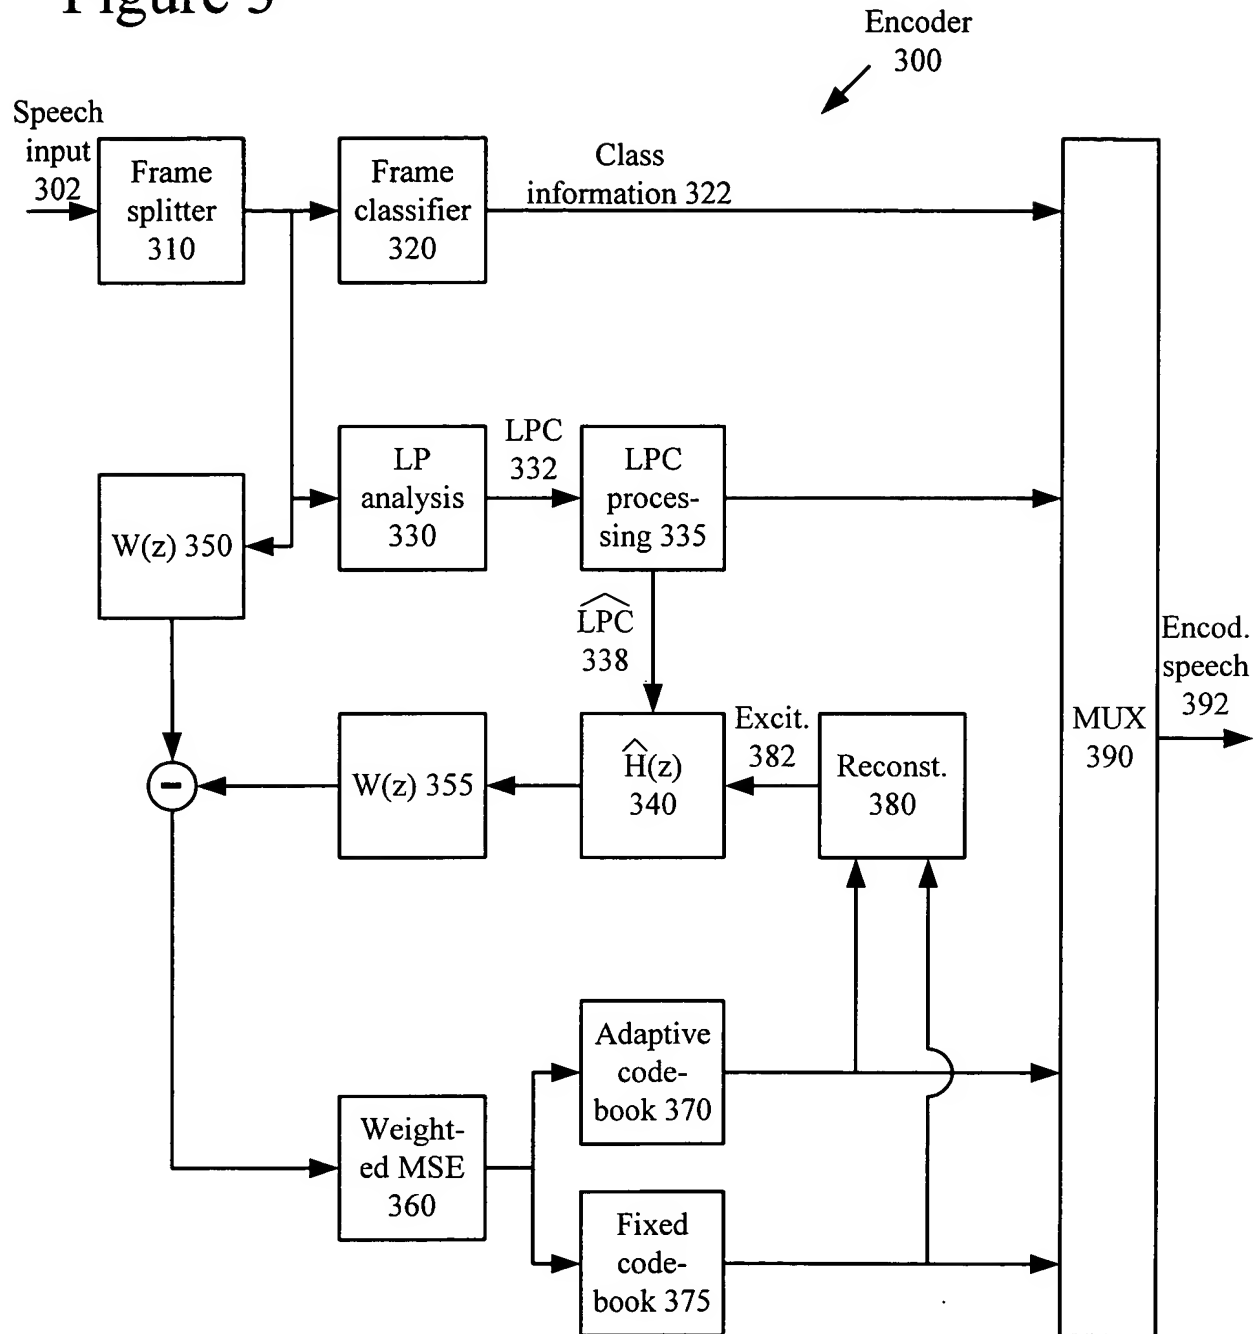 Figure 3
Encoder
300
Speech
input
302
Frame
splitter
310
Frame
classifier
320
Class
information 322
LP
analysis
330
LPC
332
LPC
proces-
sing 335
W(z) 350
L͡PC
338
Encod.
speech
392
MUX
390
W(z) 355
Ĥ(z)
340
Excit.
382
Reconst.
380
Adaptive
code-
book 370
Weight-
ed MSE
360
Fixed
code-
book 375